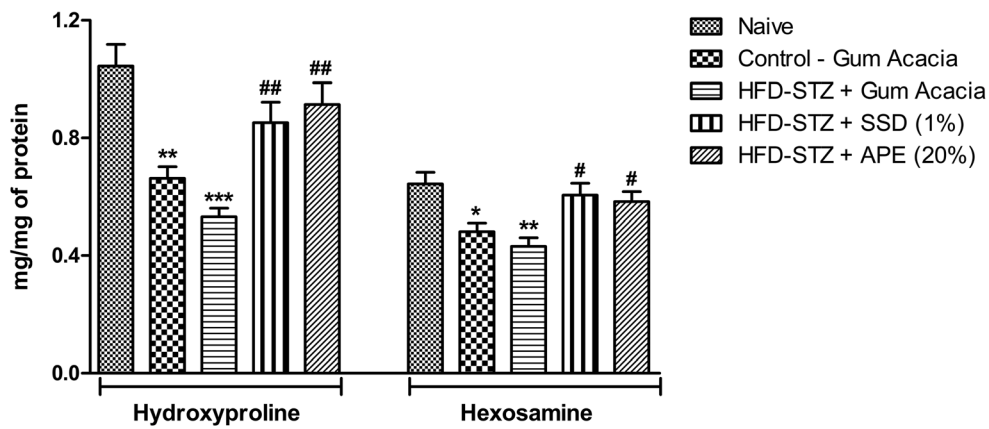 1.2
0.8
0.4
0.0
mg/mg of protein
**
***
##
##
*
**
#
#
Hydroxyproline
Hexosamine
Naive
Control - Gum Acacia
HFD-STZ + Gum Acacia
HFD-STZ + SSD (1%)
HFD-STZ + APE (20%)